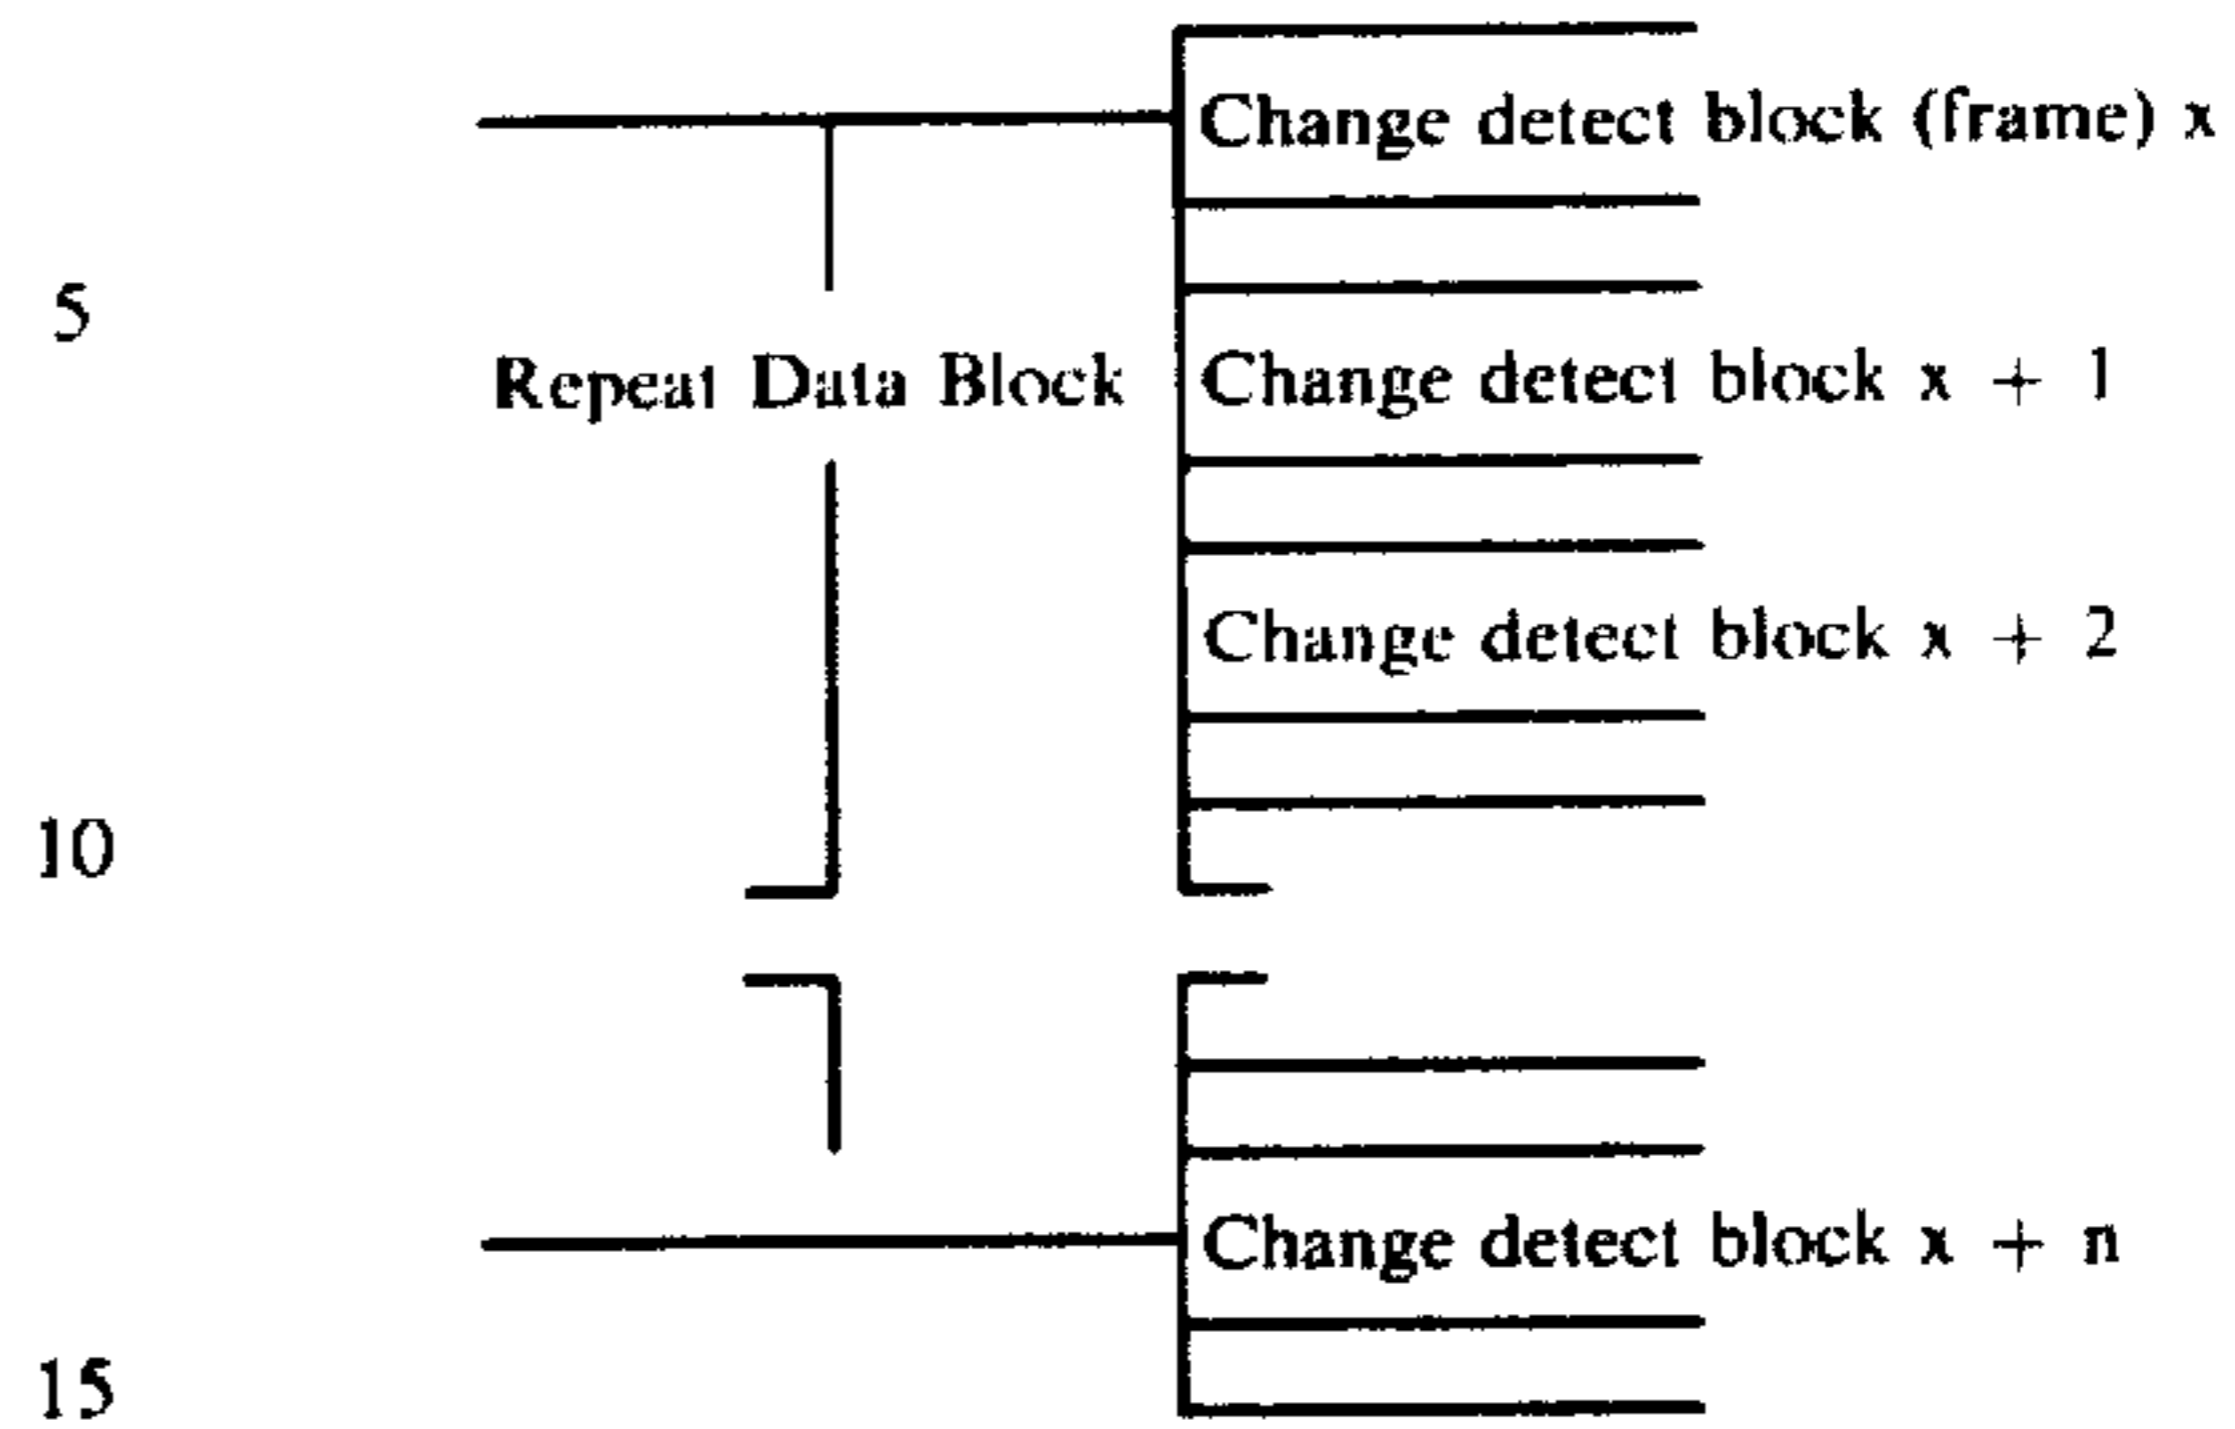 Change detect block (frame) x
5
Repeat Data Block Change detect block x + 1
Change detect block x + 2
10
Change detect block x + n
15